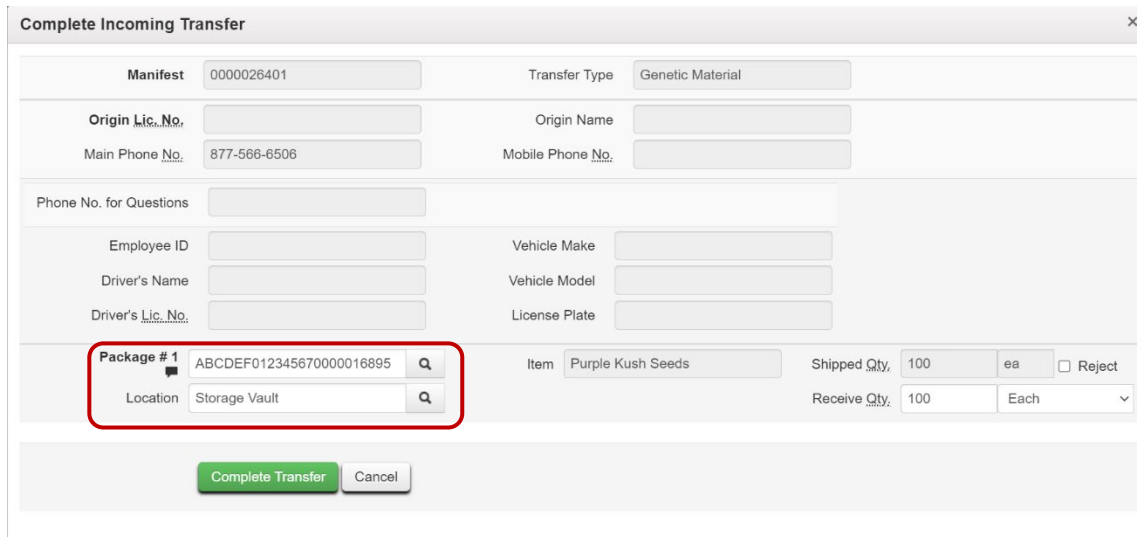 Complete Incoming Transfer ×
Manifest 0000026401 Transfer Type Genetic Material
Origin Lic. No. Origin Name
Main Phone No. 877-566-6506 Mobile Phone No.
Phone No. for Questions
Employee ID Vehicle Make
Driver's Name Vehicle Model
Driver's Lic. No. License Plate
Package # 1 ABCDEF012345670000016895 Item Purple Kush Seeds Shipped Qty. 100 ea Reject
Location Storage Vault Receive Qty. 100 Each
Complete Transfer Cancel